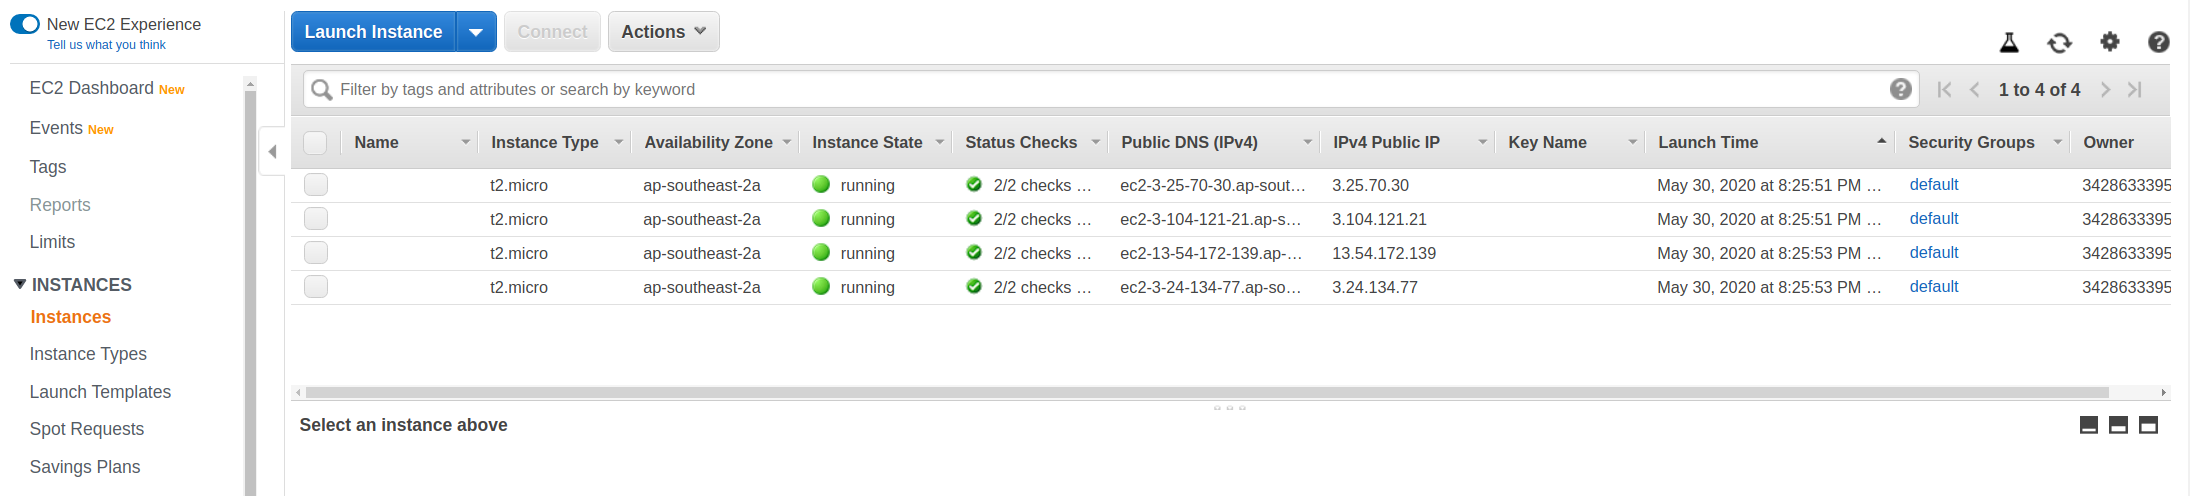 New EC2 Experience
Tell us what you think
EC2 Dashboard New
Events New
Tags
Reports
Limits
INSTANCES
Instances
Instance Types
Launch Templates
Spot Requests
Savings Plans
Launch Instance Connect Actions
Filter by tags and attributes or search by keyword ? 1 to 4 of 4
Name Instance Type Availability Zone Instance State Status Checks Public DNS (IPv4) IPv4 Public IP Key Name Launch Time Security Groups Owner
t2.micro ap-southeast-2a running 2/2 checks ... ec2-3-25-70-30.ap-sout... 3.25.70.30 May 30, 2020 at 8:25:51 PM ... default 3428633395
t2.micro ap-southeast-2a running 2/2 checks ... ec2-3-104-121-21.ap-s... 3.104.121.21 May 30, 2020 at 8:25:51 PM ... default 3428633395
t2.micro ap-southeast-2a running 2/2 checks ... ec2-13-54-172-139.ap-... 13.54.172.139 May 30, 2020 at 8:25:53 PM ... default 3428633395
t2.micro ap-southeast-2a running 2/2 checks ... ec2-3-24-134-77.ap-so... 3.24.134.77 May 30, 2020 at 8:25:53 PM ... default 3428633395
Select an instance above